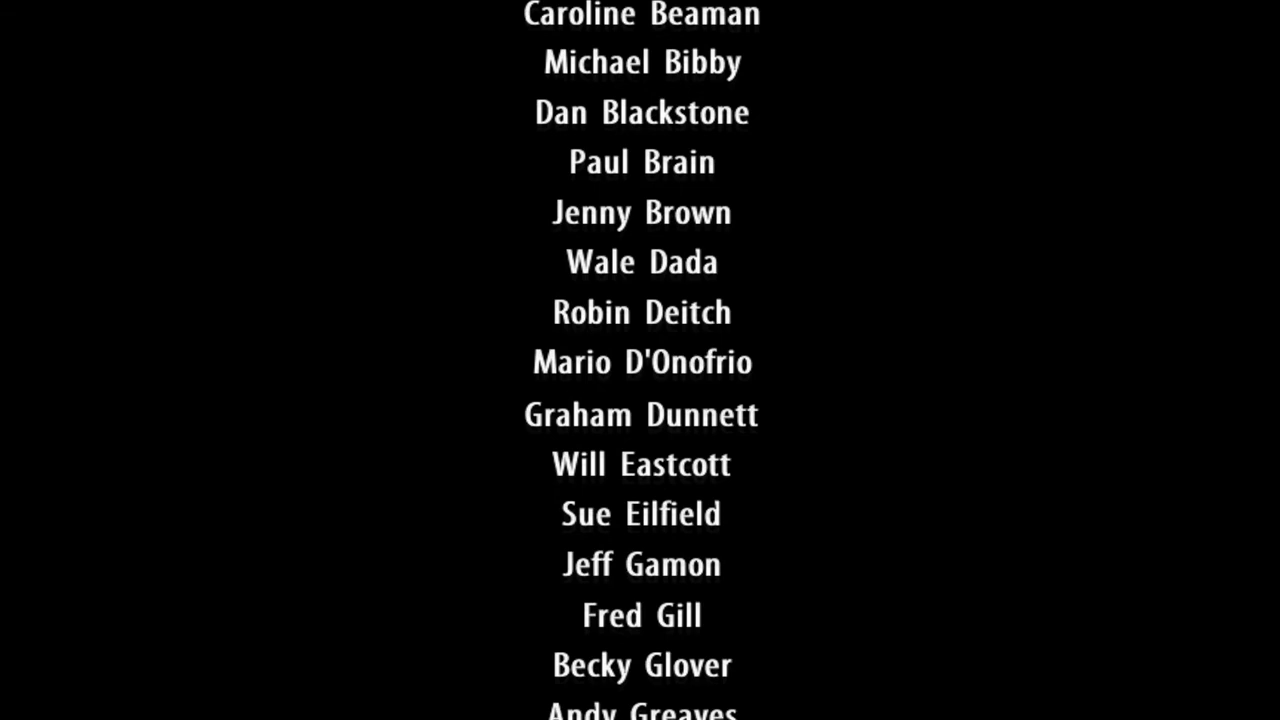 Caroline Beaman
Michael Bibby
Dan Blackstone
Paul Brain
Jenny Brown
Wale Dada
Robin Deitch
Mario D'Onofrio
Graham Dunnett
Will Eastcott
Sue Eilfield
Jeff Gamon
Fred Gill
Becky Glover
Andy Greaves